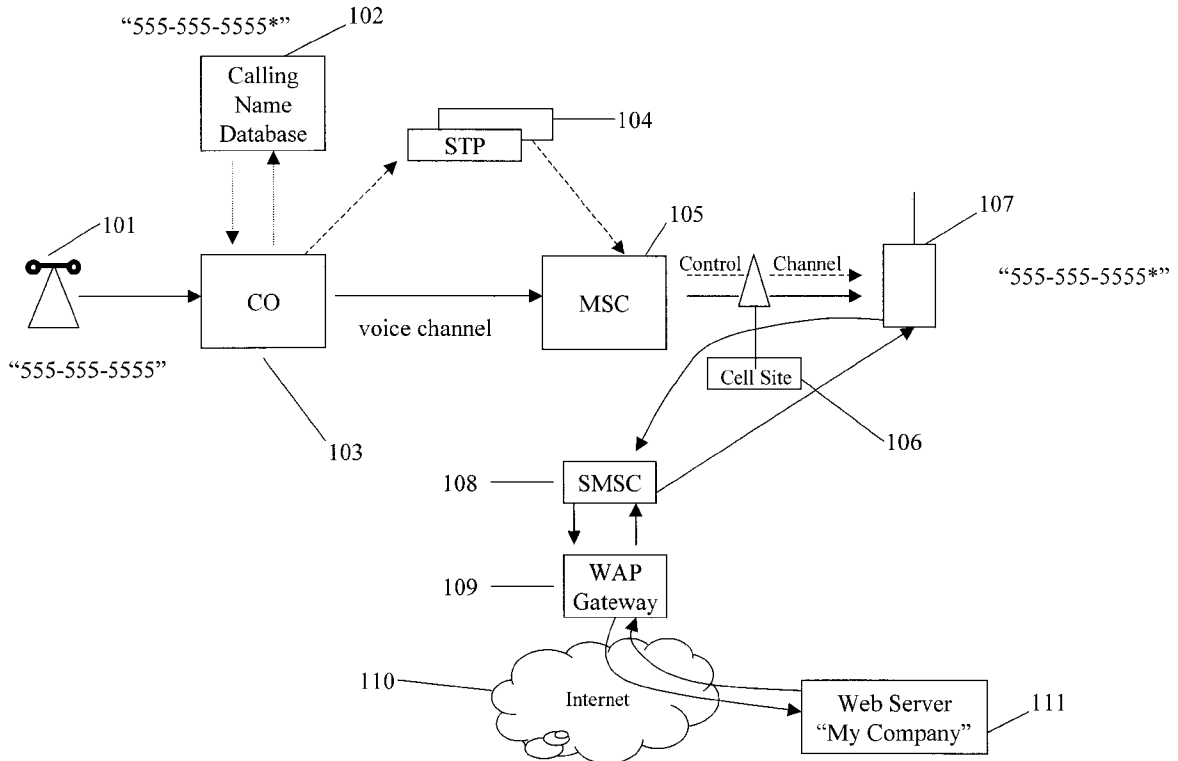 “555-555-5555*”
102
Calling
Name
Database
104
STP
101
105
107
CO
voice channel
MSC
Control Channel
“555-555-5555*”
“555-555-5555”
Cell Site
103
106
108
SMSC
109
WAP
Gateway
110
Internet
Web Server
“My Company”
111